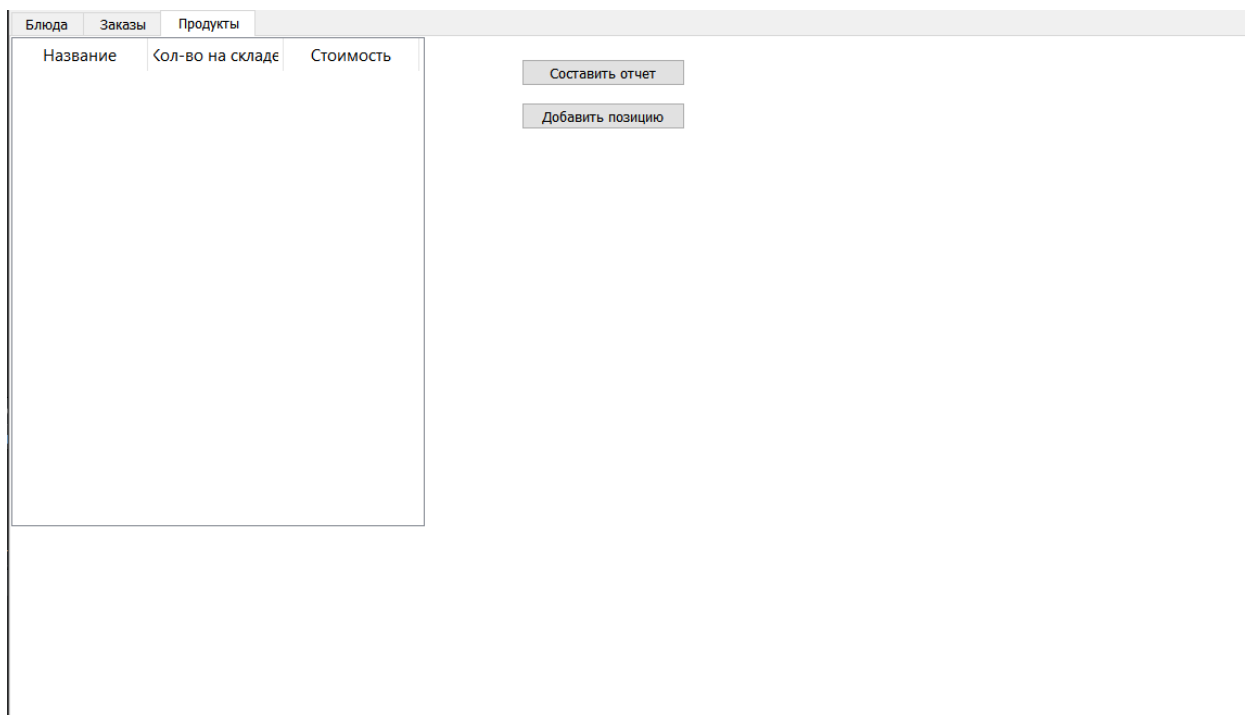 Блюда Заказы Продукты
Название Кол-во на складе Стоимость
Составить отчет
Добавить позицию